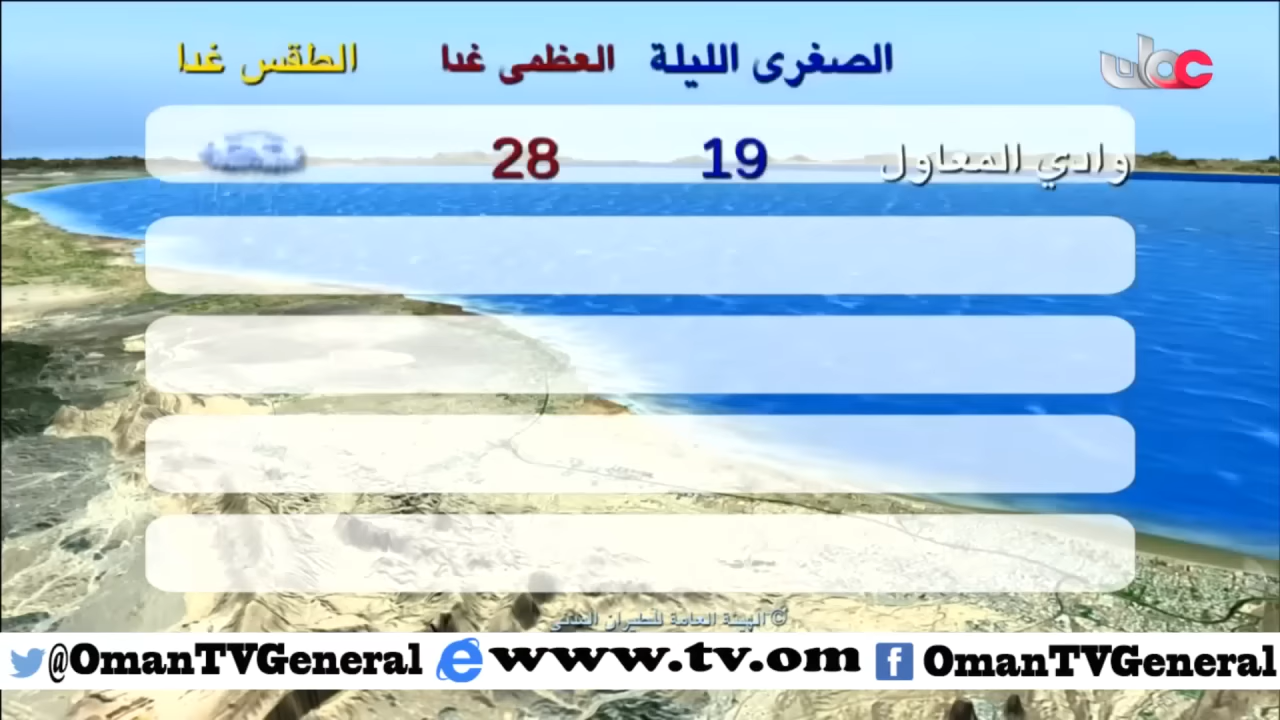 الصغرى الليلة العظمى غدا الطقس غدا
عمان
وادي المعاول 19 28
© الهيئة العامة للطيران المدني
@OmanTVGeneral www.tv.om OmanTVGeneral